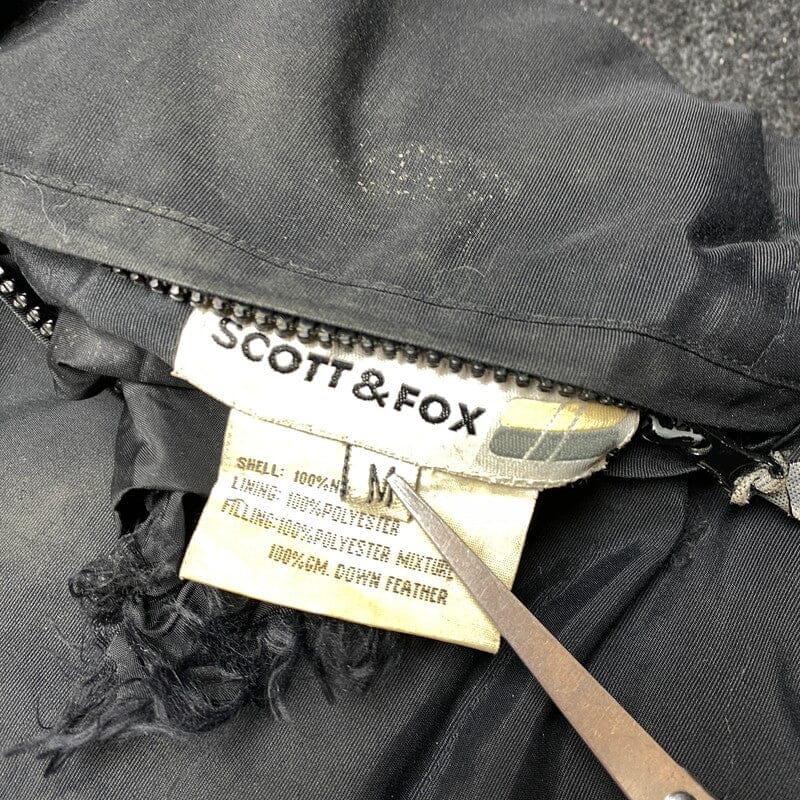 SCOTT&FOX
M
SHELL: 100%N
LINING: 100%POLYESTER
FILLING:100%POLYESTER MIXTURE
100%GM. DOWN FEATHER